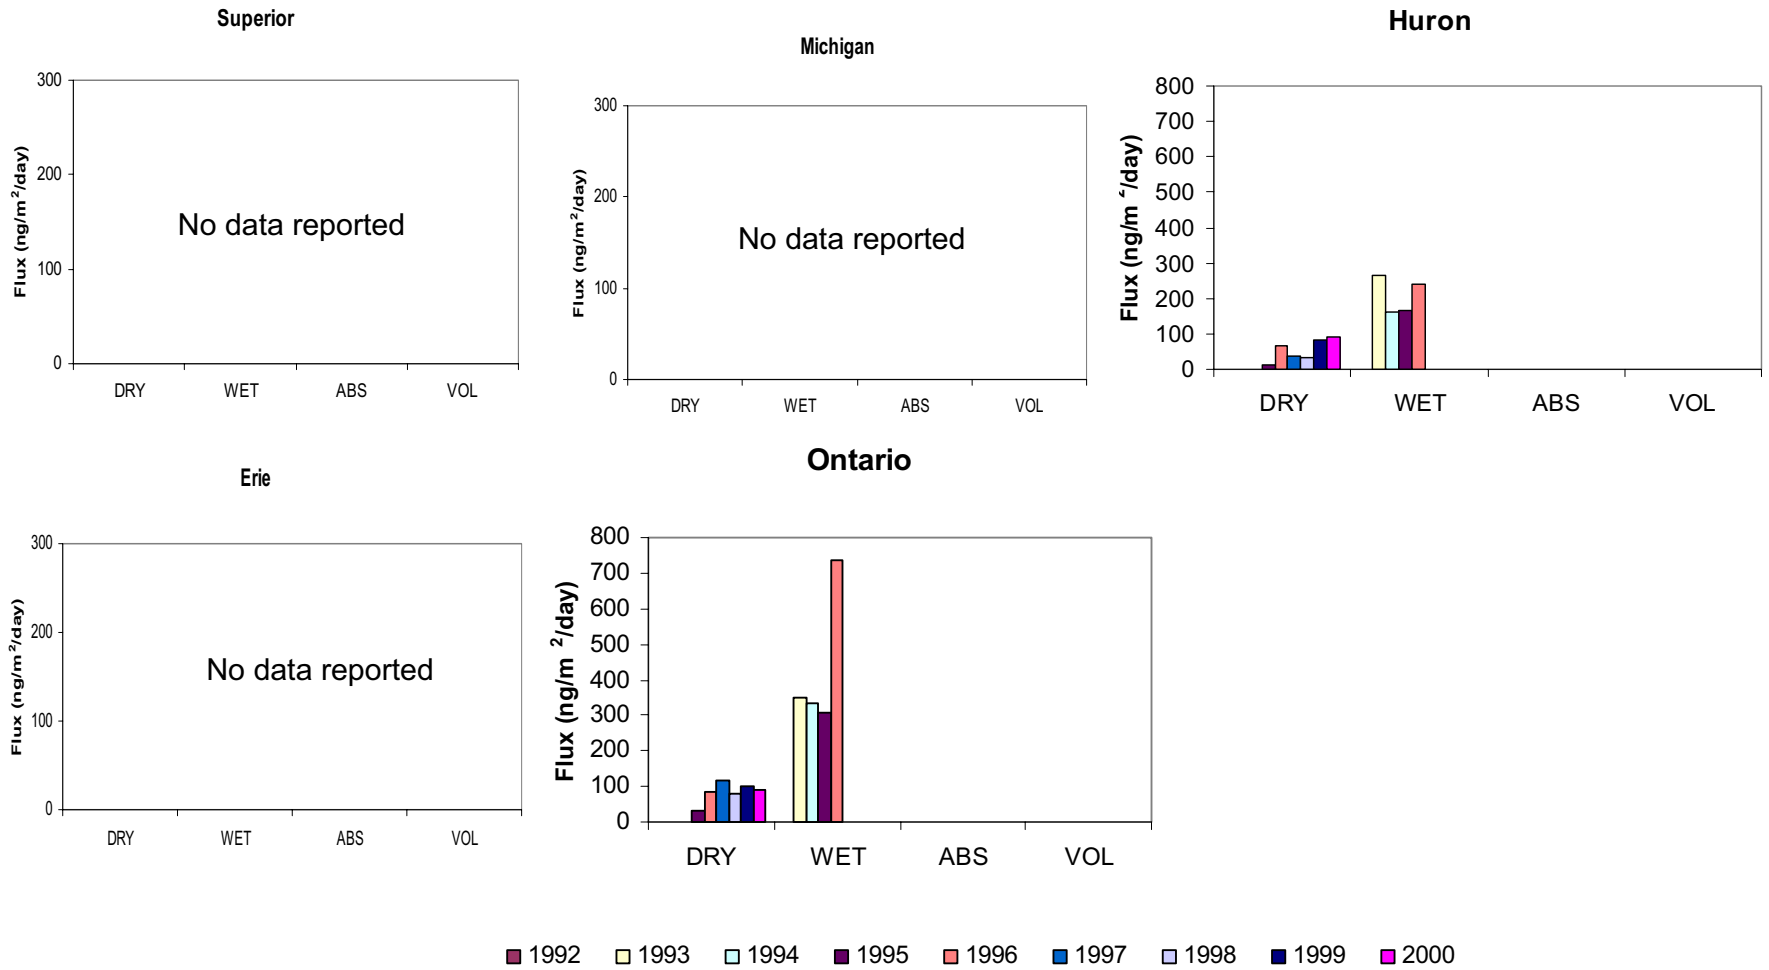 Superior
300
200
100
0
Flux (ng/m²/day)
No data reported
DRY WET ABS VOL
Michigan
300
200
100
0
Flux (ng/m²/day)
No data reported
DRY WET ABS VOL
Huron
800
700
600
500
400
300
200
100
0
Flux (ng/m²/day)
DRY WET ABS VOL
Erie
300
200
100
0
Flux (ng/m²/day)
No data reported
DRY WET ABS VOL
Ontario
800
700
600
500
400
300
200
100
0
Flux (ng/m ²/day)
DRY WET ABS VOL
1992 1993 1994 1995 1996 1997 1998 1999 2000